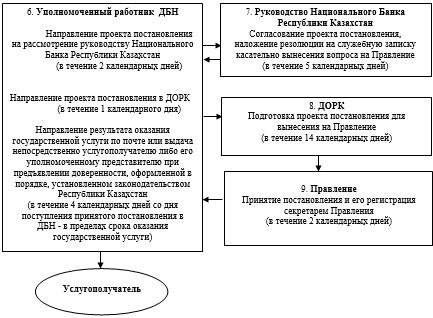 6. Уполномоченный работник ДБН
Направление проекта постановления
на рассмотрение руководству Национального
Банка Республики Казахстан
(в течение 2 календарных дней)
Направление проекта постановления в ДОРК
(в течение 1 календарного дня)
Направление результата оказания
государственной услуги по почте или выдача
непосредственно услугополучателю либо его
уполномоченному представителю при
предъявлении доверенности, оформленной в
порядке, установленном законодательством
Республики Казахстан
(в течение 4 календарных дней со дня
поступления принятого постановления в
ДБН - в пределах срока оказания
государственной услуги)
7. Руководство Национального Банка
Республики Казахстан
Согласование проекта постановления,
наложение резолюции на служебную записку
касательно вынесения вопроса на Правление
(в течение 5 календарных дней)
8. ДОРК
Подготовка проекта постановления для
вынесения на Правление
(в течение 14 календарных дней)
9. Правление
Принятие постановления и его регистрация
секретарем Правления
(в течение 2 календарных дней)
Услугополучатель